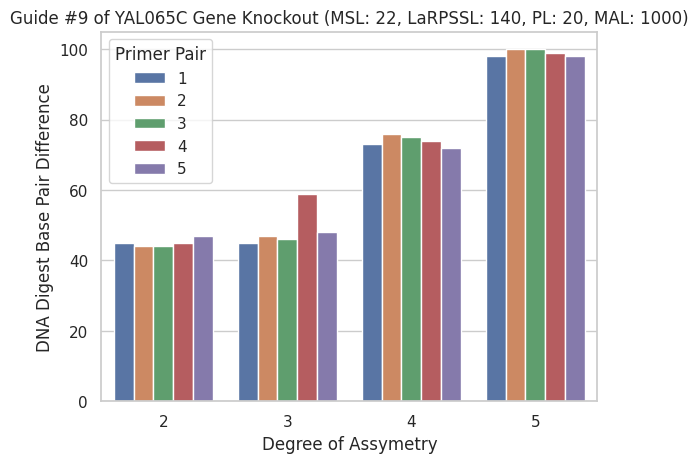 Guide #9 of YAL065C Gene Knockout (MSL: 22, LaRPSSL: 140, PL: 20, MAL: 1000)
Primer Pair
1
2
3
4
5
DNA Digest Base Pair Difference
100
80
60
40
20
0
2 3 4 5
Degree of Assymetry